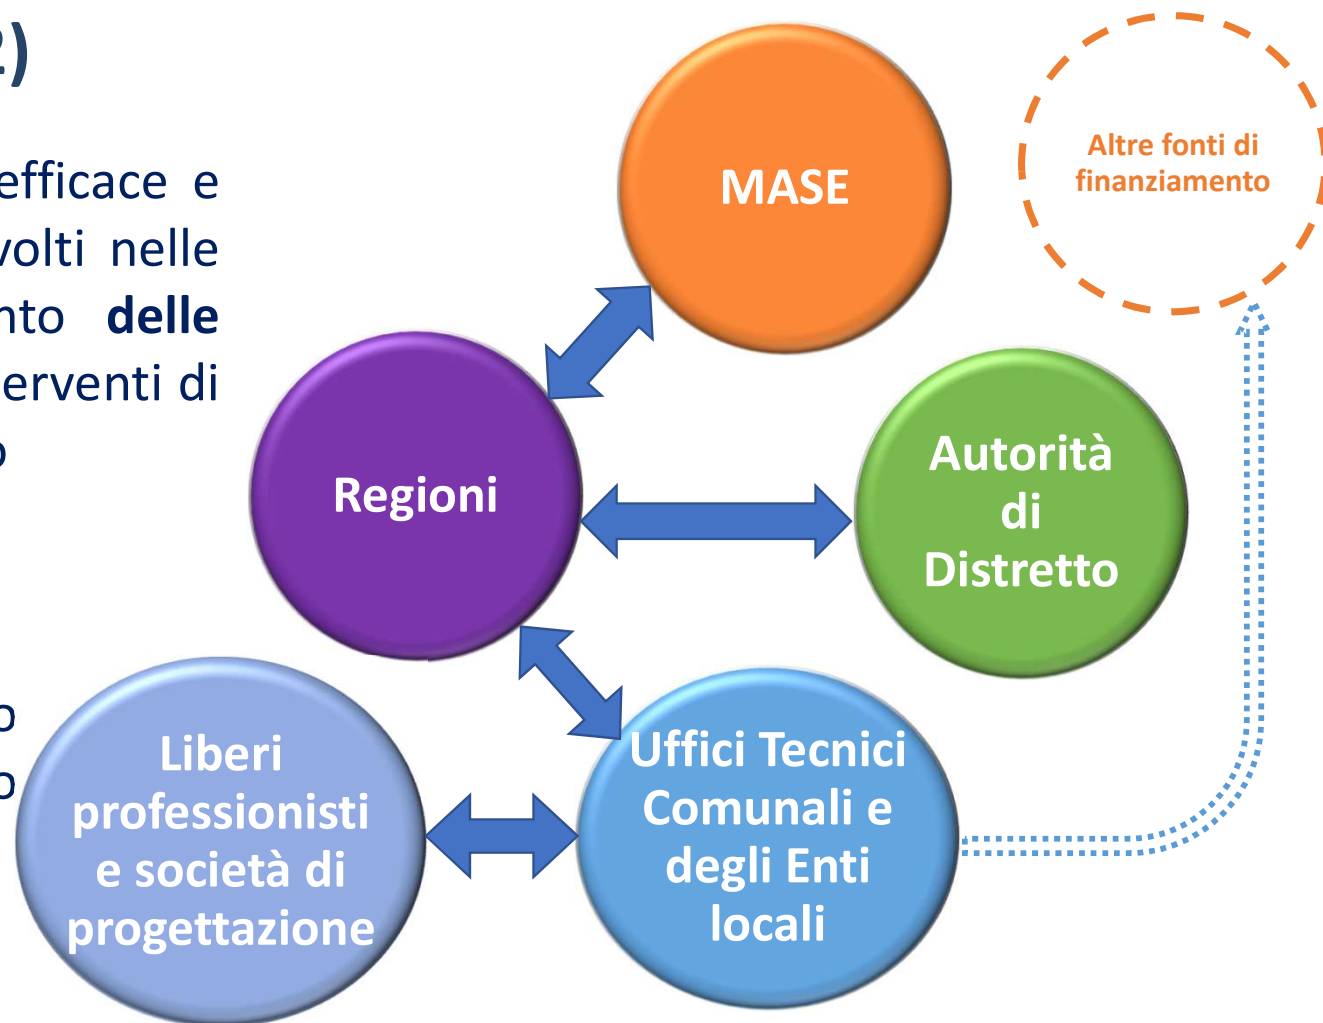 2)
efficace e
volti nelle
nto delle
erventi di
o
o
o
MASE
Altre fonti di
finanziamento
Regioni
Autorità
di
Distretto
Liberi
professionisti
e società di
progettazione
Uffici Tecnici
Comunali e
degli Enti
locali